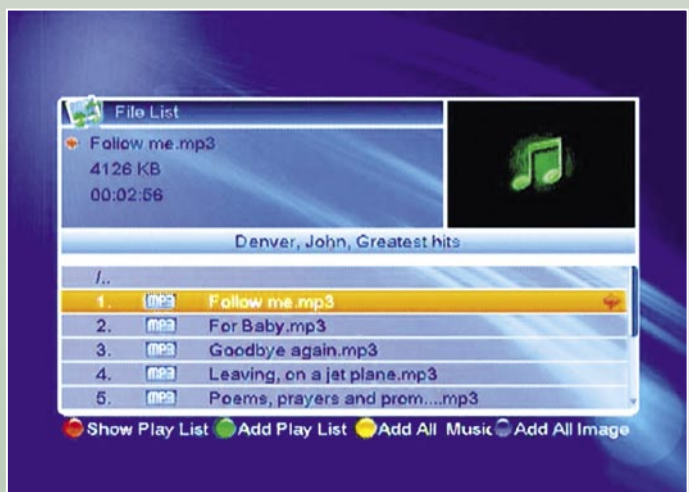 File List
Follow me.mp3
4126 KB
00:02:56
Denver, John, Greatest hits
/..
1. mp3 Follow me.mp3
2. mp3 For Baby.mp3
3. mp3 Goodbye again.mp3
4. mp3 Leaving, on a jet plane.mp3
5. mp3 Poems, prayers and prom....mp3
Show Play List Add Play List Add All Music Add All Image